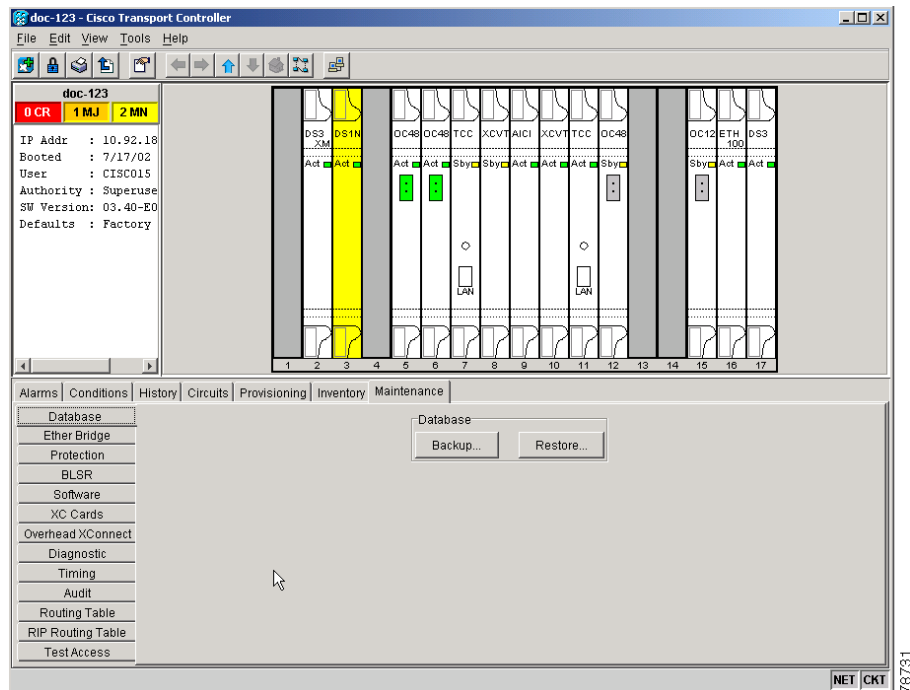 doc-123 - Cisco Transport Controller
File Edit View Tools Help
doc-123
0 CR 1 MJ 2 MN
IP Addr : 10.92.18
Booted : 7/17/02
User : CISCO15
Authority : Superuse
SW Version: 03.40-E0
Defaults : Factory
DS3 XM DS1N OC48 OC48 TCC XCVT AICI XCVT TCC OC48 OC12 ETH 100 DS3
Act Act Act Act Sby Sby Act Act Act Sby Sby Act Act
LAN LAN
1 2 3 4 5 6 7 8 9 10 11 12 13 14 15 16 17
Alarms Conditions History Circuits Provisioning Inventory Maintenance
Database
Ether Bridge
Protection
BLSR
Software
XC Cards
Overhead XConnect
Diagnostic
Timing
Audit
Routing Table
RIP Routing Table
Test Access
Database
Backup... Restore...
NET CKT
78731